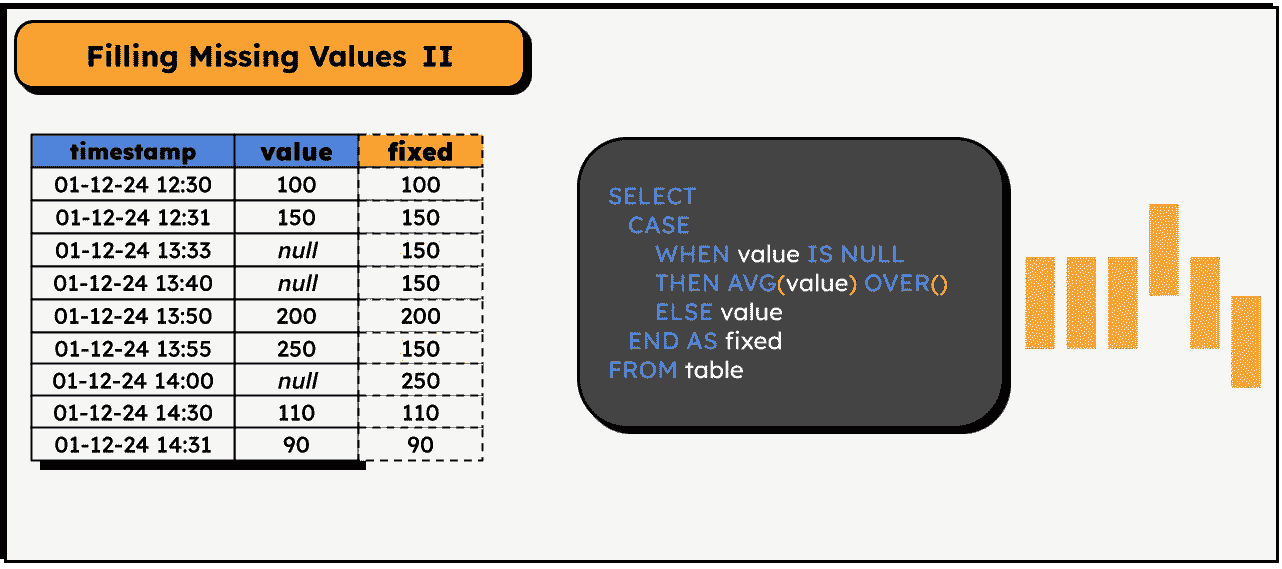 Filling Missing Values II
timestamp value fixed
01-12-24 12:30 100 100
01-12-24 12:31 150 150
01-12-24 13:33 null 150
01-12-24 13:40 null 150
01-12-24 13:50 200 200
01-12-24 13:55 250 150
01-12-24 14:00 null 250
01-12-24 14:30 110 110
01-12-24 14:31 90 90
SELECT
CASE
WHEN value IS NULL
THEN AVG(value) OVER()
ELSE value
END AS fixed
FROM table